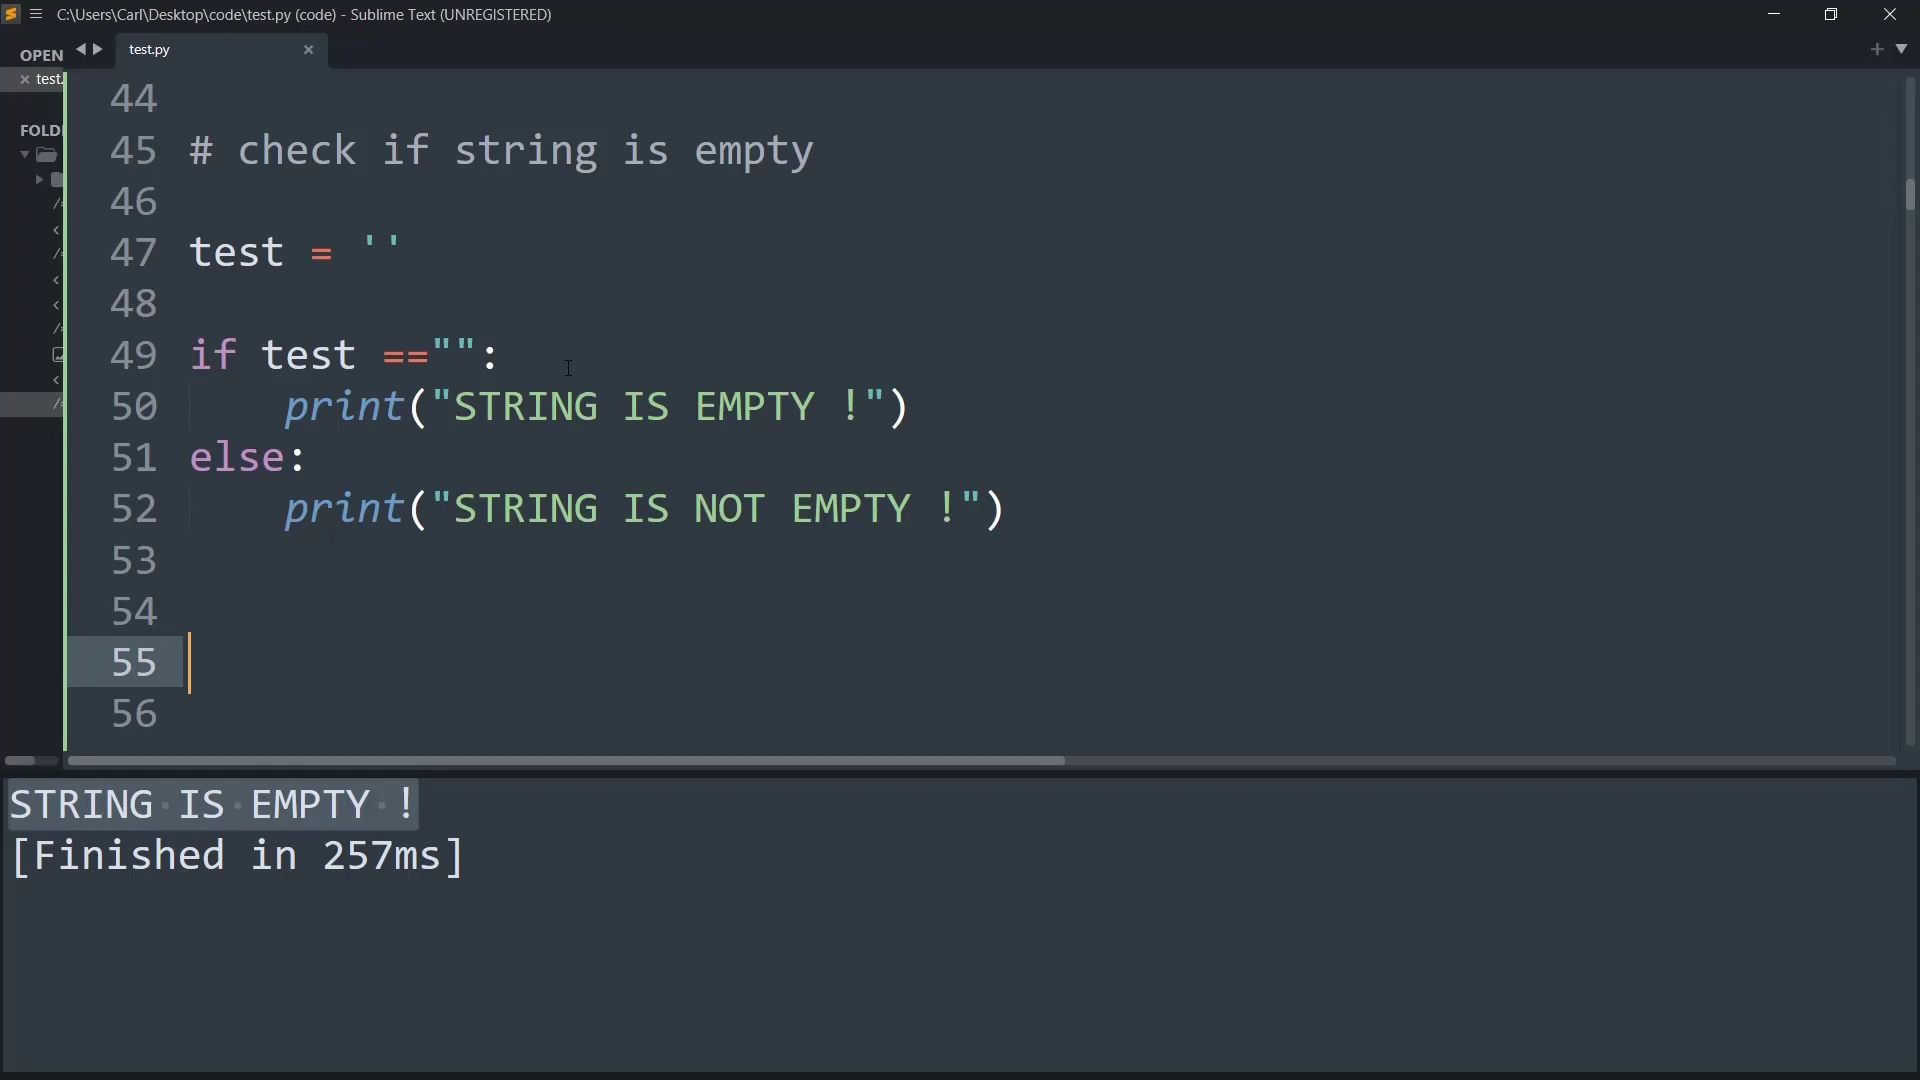 C:\Users\Carl\Desktop\code\test.py (code) - Sublime Text (UNREGISTERED)
OPEN
test.py
test.
FOLD
44
45 # check if string is empty
46
47 test = ''
48
49 if test =="":
50 print("STRING IS EMPTY !")
51 else:
52 print("STRING IS NOT EMPTY !")
53
54
55
56
STRING IS EMPTY !
[Finished in 257ms]